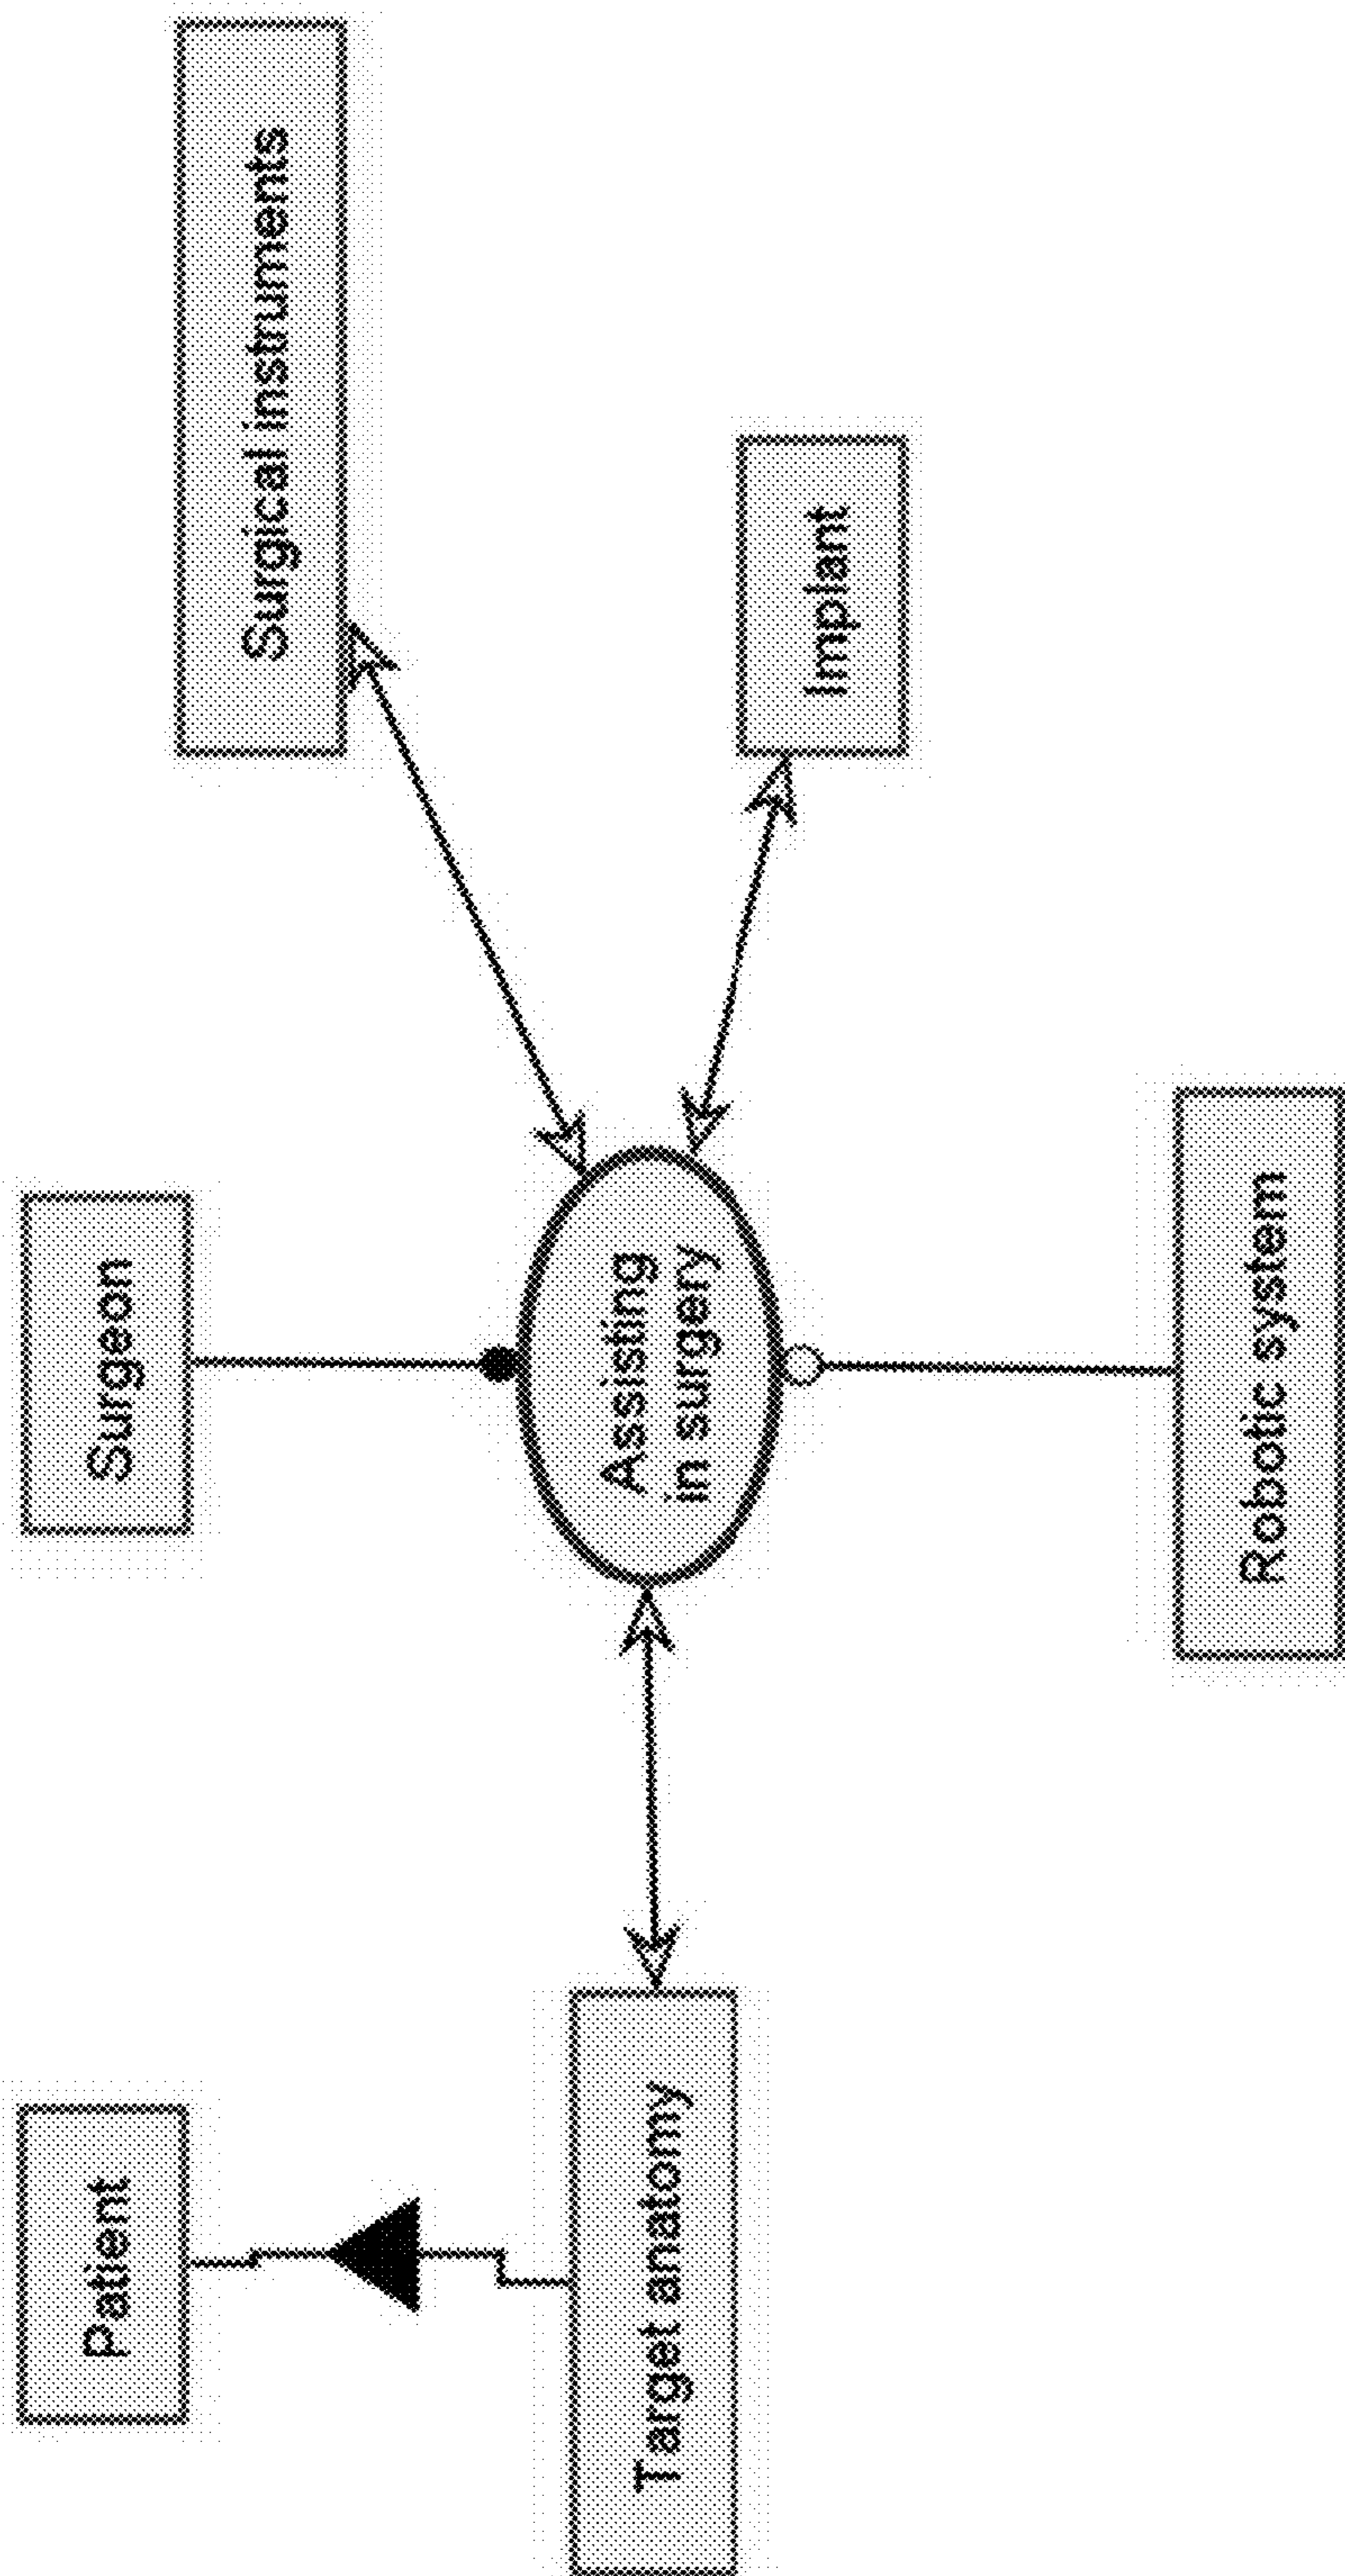 Patient
Surgeon
Surgical instruments
Target anatomy
Assisting
in surgery
Implant
Robotic system